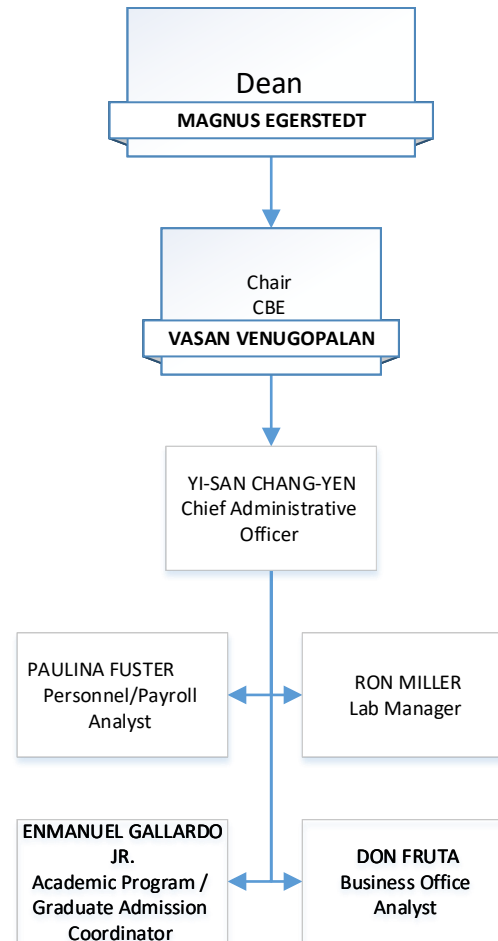 Dean
MAGNUS EGERSTEDT
Chair
CBE
VASAN VENUGOPALAN
YI-SAN CHANG-YEN
Chief Administrative
Officer
PAULINA FUSTER
Personnel/Payroll
Analyst
RON MILLER
Lab Manager
ENMANUEL GALLARDO
JR.
Academic Program /
Graduate Admission
Coordinator
DON FRUTA
Business Office
Analyst